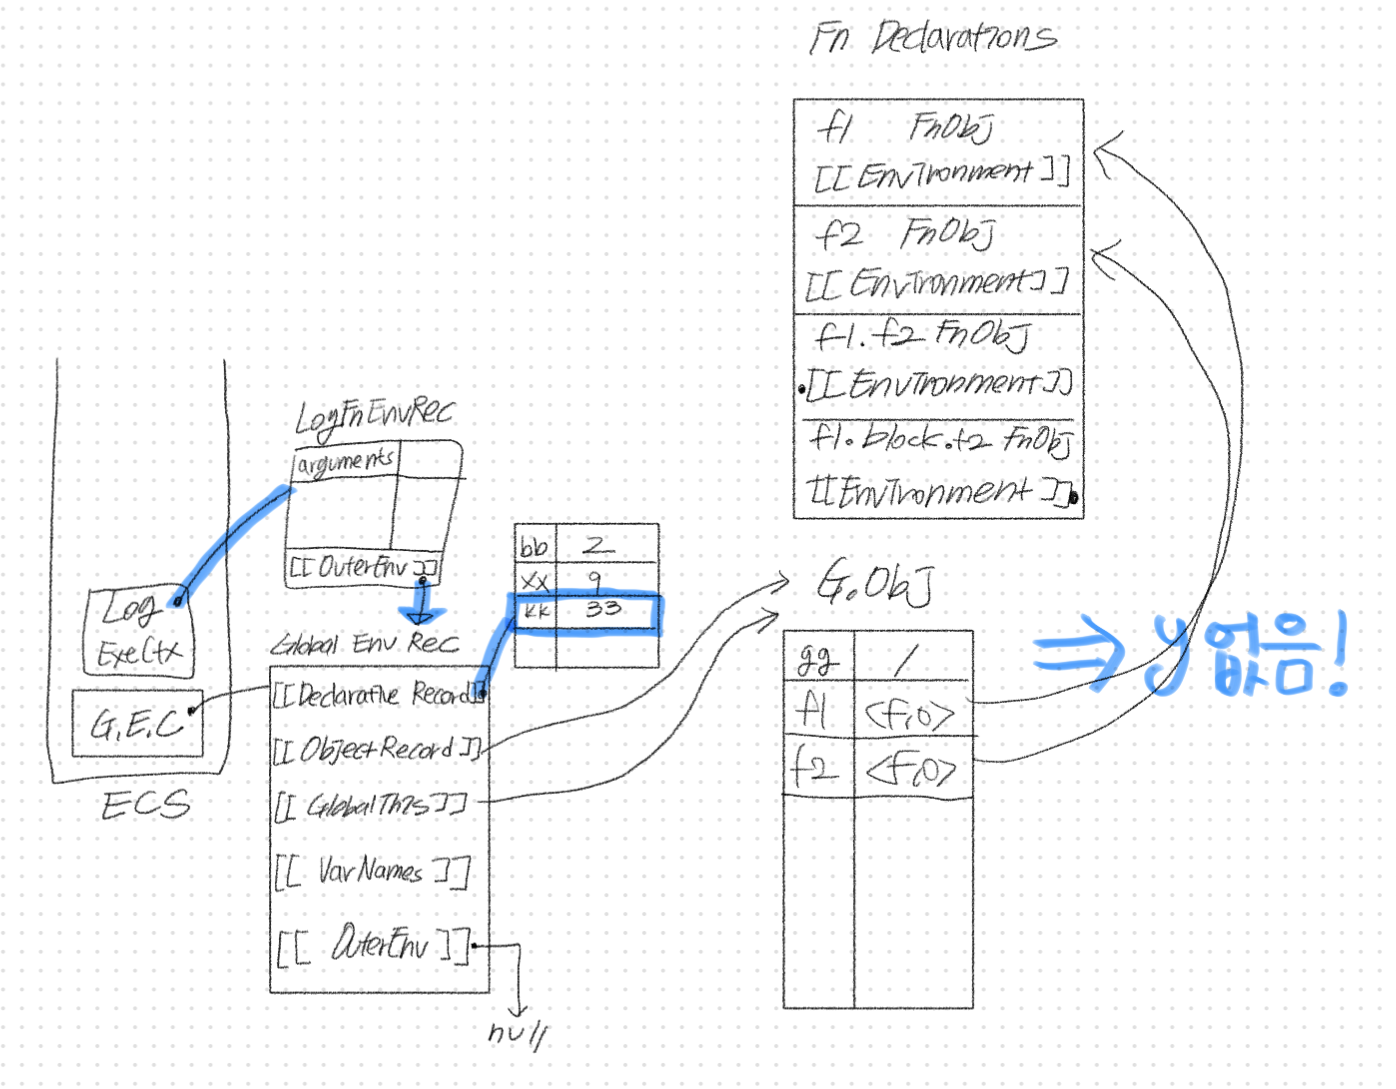 Fn Declarations
f1 FnObj
[[Environment]]
f2 FnObj
[[Environment]]
f1.f2 FnObj
[[Environment]]
f1.block.f2 FnObj
[[Environment]]
LogFnEnvRec
arguments
[[OuterEnv]]
bb 2
xx 9
kk 33
Log
ExeCtx
G.E.C
ECS
Global Env Rec
[[Declarative Record]]
[[ObjectRecord]]
[[GlobalThis]]
[[VarNames]]
[[OuterEnv]]
null
G.Obj
gg 1
f1 <F.O>
f2 <F.O>
⇒ y 없음!